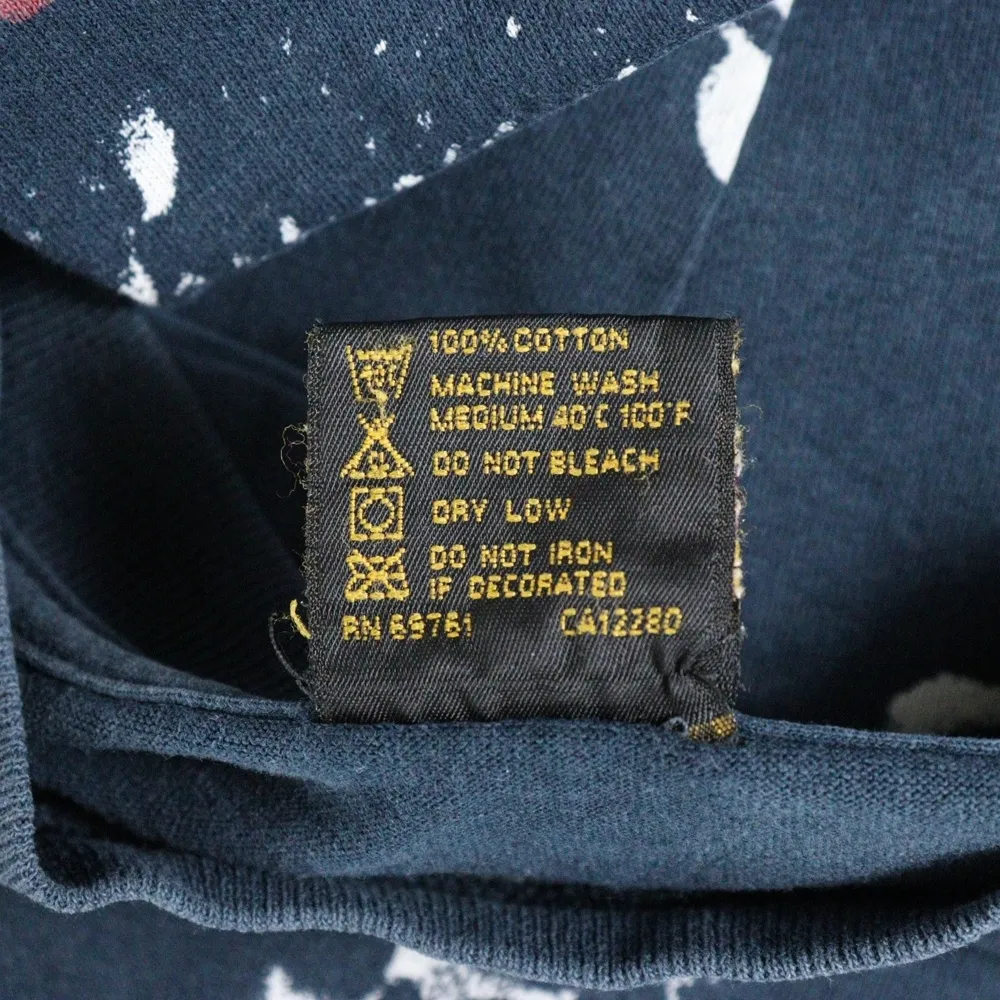 100% COTTON
MACHINE WASH
MEDIUM 40°C 100°F
DO NOT BLEACH
DRY LOW
DO NOT IRON
IF DECORATED
RN 69761 CA12280